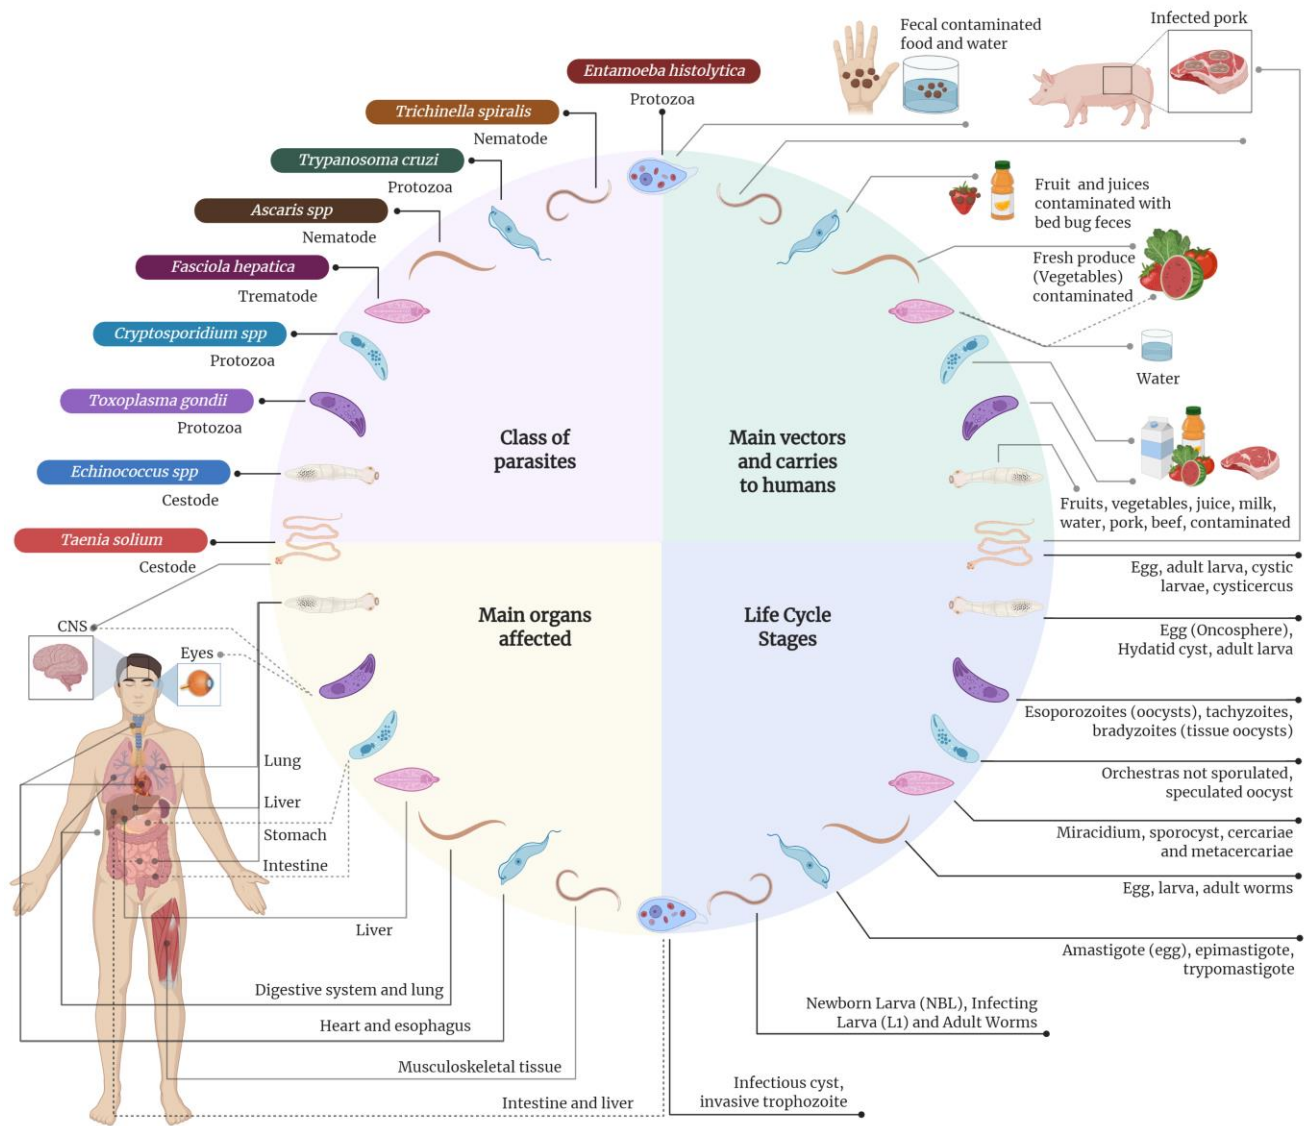 Fecal contaminated
food and water
Infected pork
Entamoeba histolytica
Protozoa
Trichinella spiralis
Nematode
Trypanosoma cruzi
Protozoa
Ascaris spp
Nematode
Fasciola hepatica
Trematode
Cryptosporidium spp
Protozoa
Toxoplasma gondii
Protozoa
Echinococcus spp
Cestode
Taenia solium
Cestode
Class of
parasites
Main vectors
and carries
to humans
Fruit and juices
contaminated with
bed bug feces
Fresh produce
(Vegetables)
contaminated
Water
Fruits, vegetables, juice, milk,
water, pork, beef, contaminated
Main organs
affected
Life Cycle
Stages
Egg, adult larva, cystic
larvae, cysticercus
Egg (Oncosphere),
Hydatid cyst, adult larva
Esoporozoites (oocysts), tachyzoites,
bradyzoites (tissue oocysts)
Orchestras not sporulated,
speculated oocyst
Miracidium, sporocyst, cercariae
and metacercariae
Egg, larva, adult worms
Amastigote (egg), epimastigote,
trypomastigote
Newborn Larva (NBL), Infecting
Larva (L1) and Adult Worms
Infectious cyst,
invasive trophozoite
CNS
Eyes
Lung
Liver
Stomach
Intestine
Liver
Digestive system and lung
Heart and esophagus
Musculoskeletal tissue
Intestine and liver